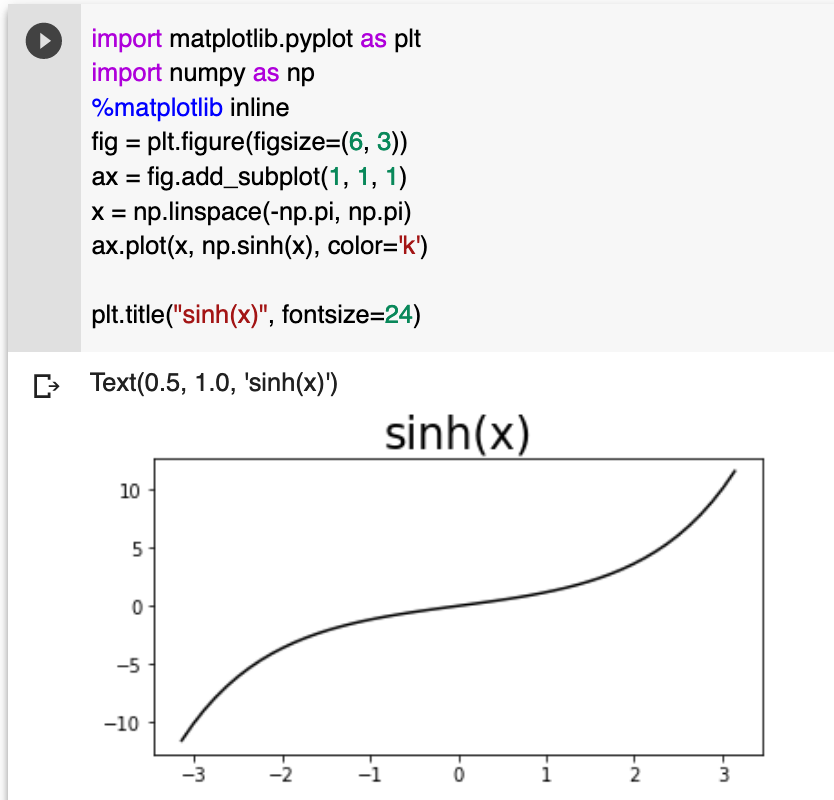 import matplotlib.pyplot as plt
import numpy as np
%matplotlib inline
fig = plt.figure(figsize=(6, 3))
ax = fig.add_subplot(1, 1, 1)
x = np.linspace(-np.pi, np.pi)
ax.plot(x, np.sinh(x), color='k')
plt.title("sinh(x)", fontsize=24)
Text(0.5, 1.0, 'sinh(x)')
sinh(x)
10
5
0
−5
−10
−3 −2 −1 0 1 2 3